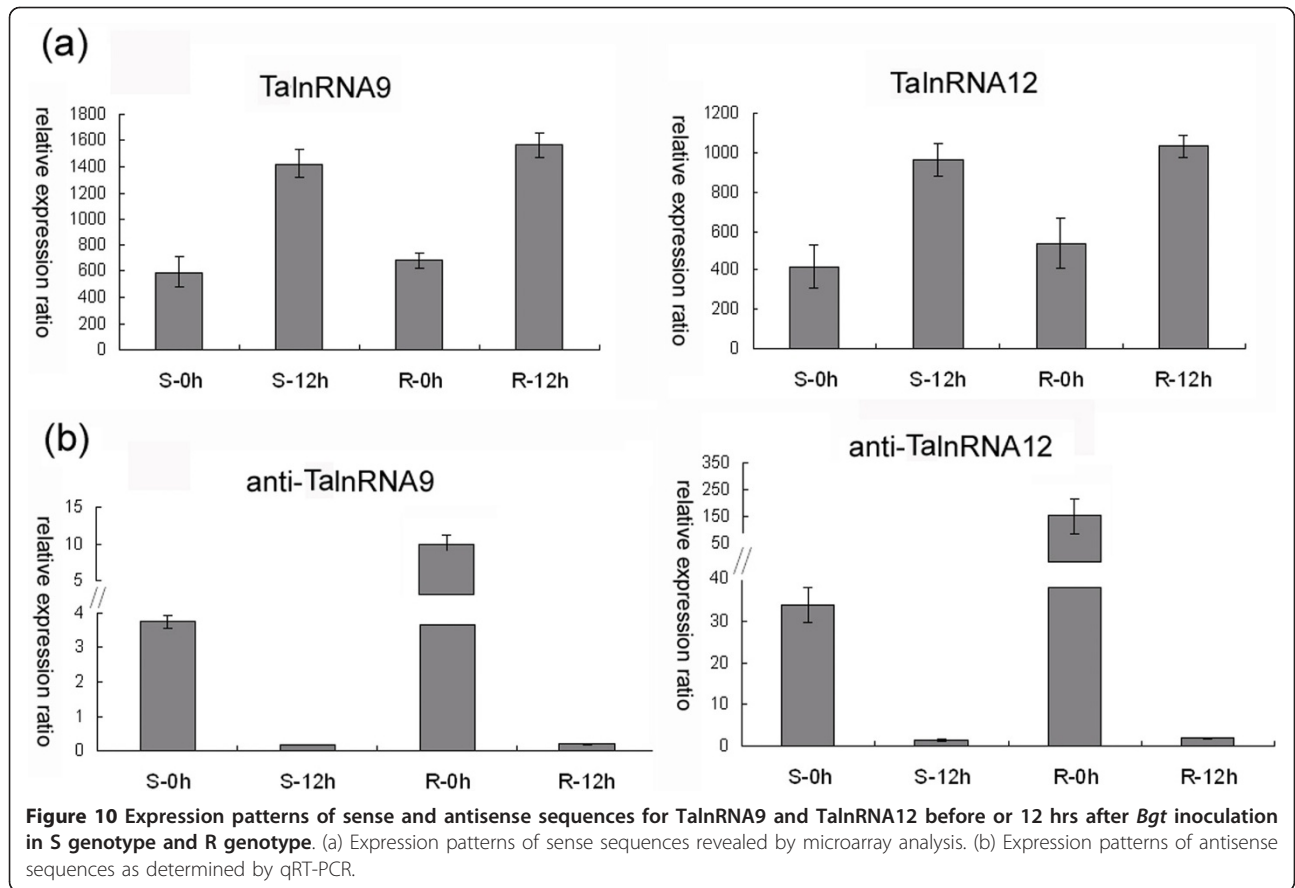 (a)
TalnRNA9
relative expression ratio
1800
1600
1400
1200
1000
800
600
400
200
0
S-0h S-12h R-0h R-12h
TalnRNA12
relative expression ratio
1200
1000
800
600
400
200
0
S-0h S-12h R-0h R-12h
(b)
anti-TalnRNA9
relative expression ratio
15
10
5
//
4
3
2
1
0
S-0h S-12h R-0h R-12h
anti-TalnRNA12
relative expression ratio
350
250
150
50
//
40
30
20
10
0
S-0h S-12h R-0h R-12h
Figure 10 Expression patterns of sense and antisense sequences for TalnRNA9 and TalnRNA12 before or 12 hrs after Bgt inoculation
in S genotype and R genotype. (a) Expression patterns of sense sequences revealed by microarray analysis. (b) Expression patterns of antisense
sequences as determined by qRT-PCR.